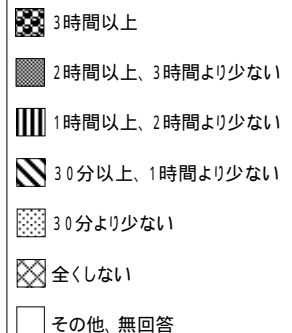 3時間以上
2時間以上、3時間より少ない
1時間以上、2時間より少ない
30分以上、1時間より少ない
30分より少ない
全くしない
その他、無回答